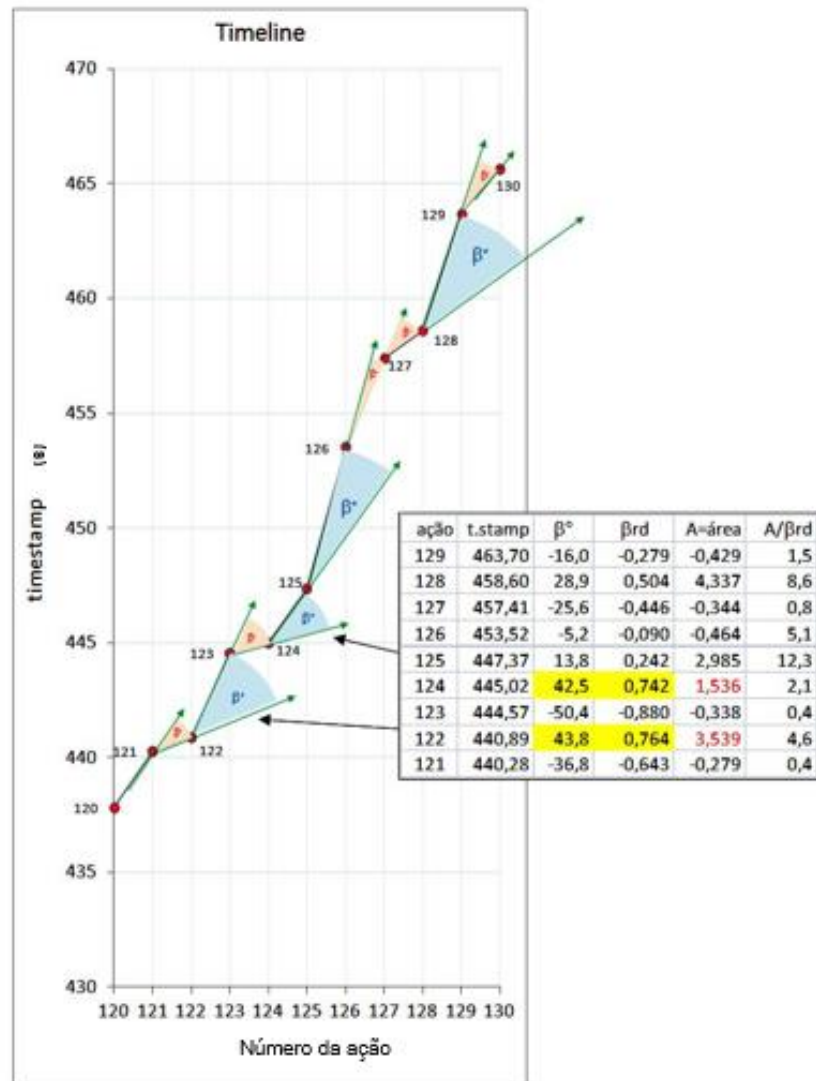 Timeline
470
465
460
455
450
445
440
435
430
timestamp (s)
120 121 122 123 124 125 126 127 128 129 130
Número da ação
120
121
122
123
124
125
126
127
128
129
130
β
β
β
β
β
β°
β°
β°
β°
ação t.stamp β° βrd A=área A/βrd
129 463,70 -16,0 -0,279 -0,429 1,5
128 458,60 28,9 0,504 4,337 8,6
127 457,41 -25,6 -0,446 -0,344 0,8
126 453,52 -5,2 -0,090 -0,464 5,1
125 447,37 13,8 0,242 2,985 12,3
124 445,02 42,5 0,742 1,536 2,1
123 444,57 -50,4 -0,880 -0,338 0,4
122 440,89 43,8 0,764 3,539 4,6
121 440,28 -36,8 -0,643 -0,279 0,4